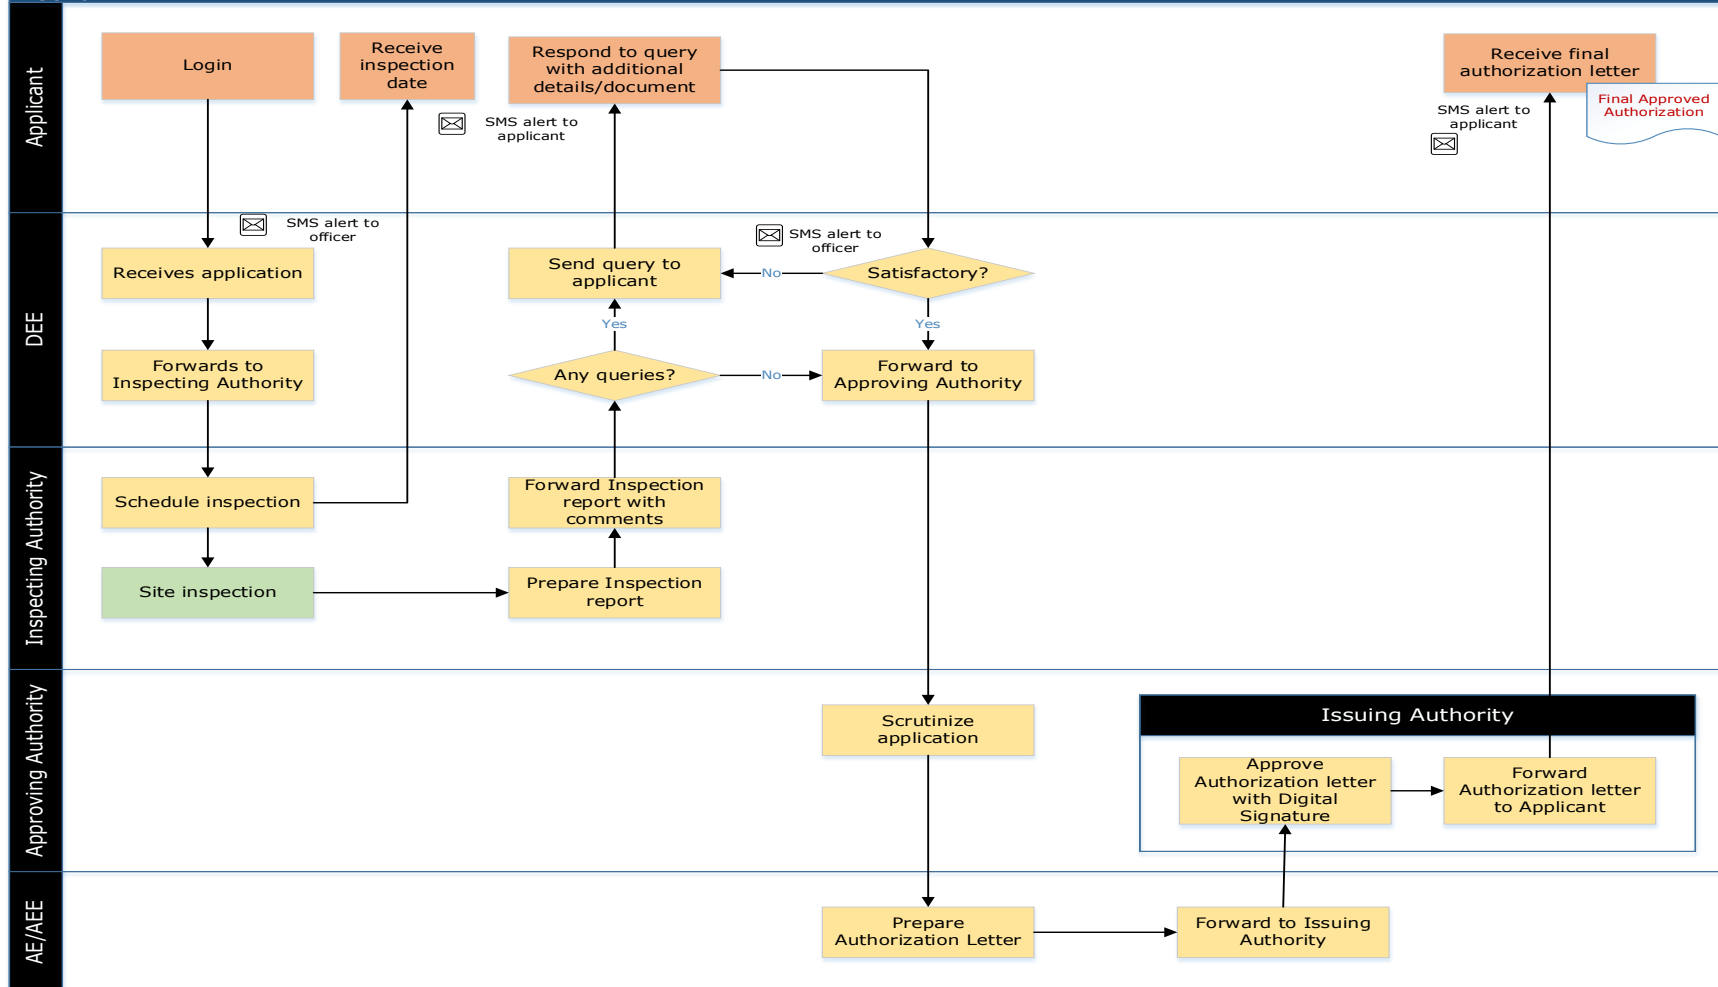 Applicant
Login
Receive
inspection
date
Respond to query
with additional
details/document
Receive final
authorization letter
Final Approved
Authorization
SMS alert to
applicant
SMS alert to
applicant
DEE
SMS alert to
officer
SMS alert to
officer
Receives application
Send query to
applicant
No
Satisfactory?
Yes
Yes
Forwards to
Inspecting Authority
Any queries?
No
Forward to
Approving Authority
Inspecting Authority
Schedule inspection
Forward Inspection
report with
comments
Site inspection
Prepare Inspection
report
Approving Authority
Scrutinize
application
Issuing Authority
Approve
Authorization letter
with Digital
Signature
Forward
Authorization letter
to Applicant
AE/AEE
Prepare
Authorization Letter
Forward to Issuing
Authority